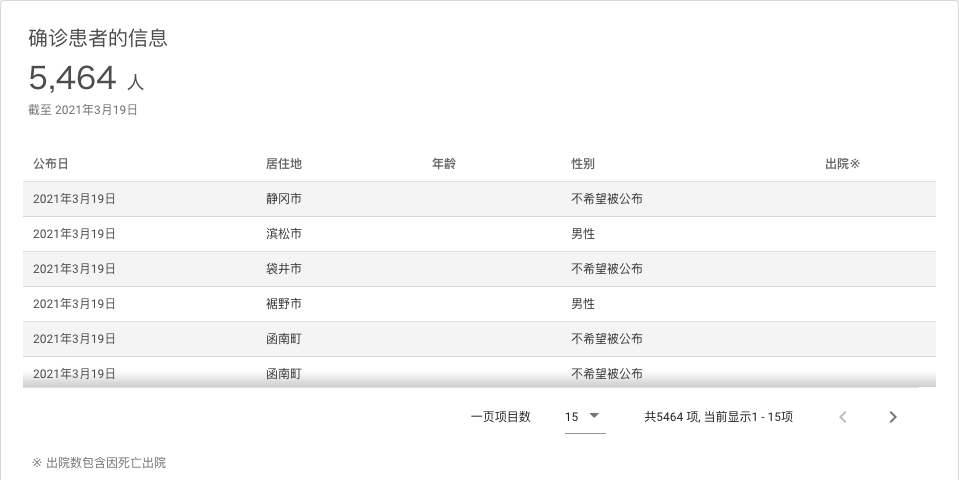 确诊患者的信息
5,464 人
截至 2021年3月19日
公布日 居住地 年龄 性别 出院※
2021年3月19日 静冈市 不希望被公布
2021年3月19日 滨松市 男性
2021年3月19日 袋井市 不希望被公布
2021年3月19日 裾野市 男性
2021年3月19日 函南町 不希望被公布
2021年3月19日 函南町 不希望被公布
一页项目数 15 共5464 项, 当前显示1 - 15项
※ 出院数包含因死亡出院